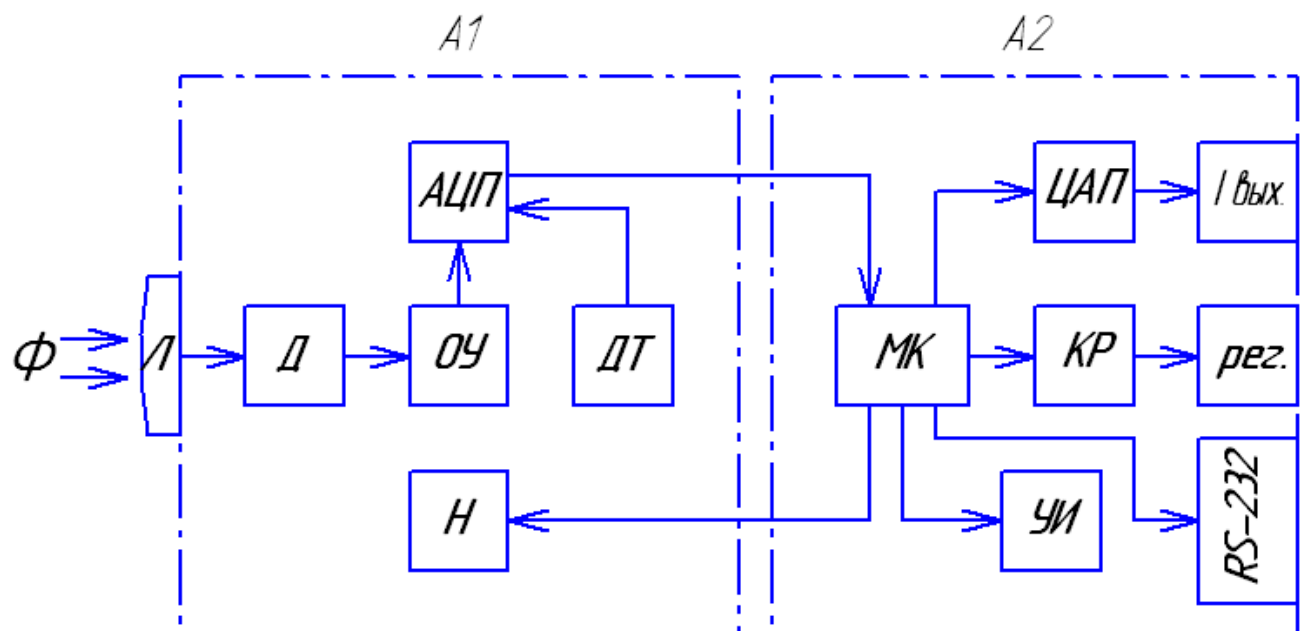 А1 А2
АЦП ЦАП I вых.
Ф Л Д ОУ ДТ МК КР рег.
Н УИ RS-232